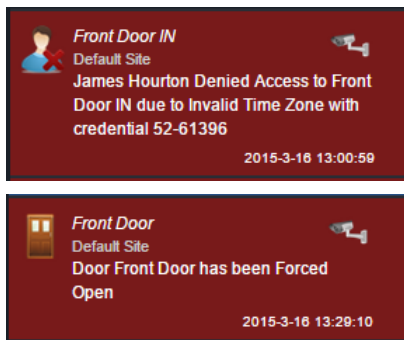 Front Door IN
Default Site
James Hourton Denied Access to Front
Door IN due to Invalid Time Zone with
credential 52-61396
2015-3-16 13:00:59
Front Door
Default Site
Door Front Door has been Forced
Open
2015-3-16 13:29:10